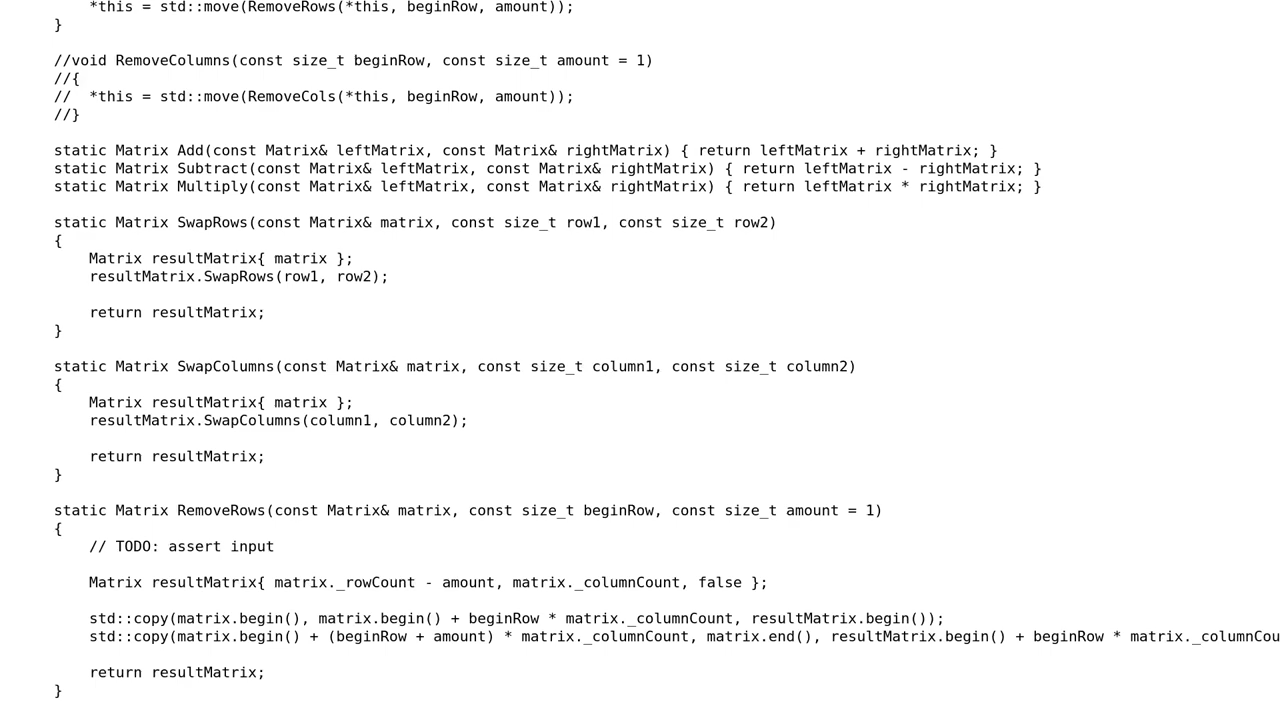 *this = std::move(RemoveRows(*this, beginRow, amount));
}
//void RemoveColumns(const size_t beginRow, const size_t amount = 1)
//{
//  *this = std::move(RemoveCols(*this, beginRow, amount));
//}
static Matrix Add(const Matrix& leftMatrix, const Matrix& rightMatrix) { return leftMatrix + rightMatrix; }
static Matrix Subtract(const Matrix& leftMatrix, const Matrix& rightMatrix) { return leftMatrix - rightMatrix; }
static Matrix Multiply(const Matrix& leftMatrix, const Matrix& rightMatrix) { return leftMatrix * rightMatrix; }
static Matrix SwapRows(const Matrix& matrix, const size_t row1, const size_t row2)
{
Matrix resultMatrix{ matrix };
resultMatrix.SwapRows(row1, row2);
return resultMatrix;
}
static Matrix SwapColumns(const Matrix& matrix, const size_t column1, const size_t column2)
{
Matrix resultMatrix{ matrix };
resultMatrix.SwapColumns(column1, column2);
return resultMatrix;
}
static Matrix RemoveRows(const Matrix& matrix, const size_t beginRow, const size_t amount = 1)
{
// TODO: assert input
Matrix resultMatrix{ matrix._rowCount - amount, matrix._columnCount, false };
std::copy(matrix.begin(), matrix.begin() + beginRow * matrix._columnCount, resultMatrix.begin());
std::copy(matrix.begin() + (beginRow + amount) * matrix._columnCount, matrix.end(), resultMatrix.begin() + beginRow * matrix._columnCou
return resultMatrix;
}